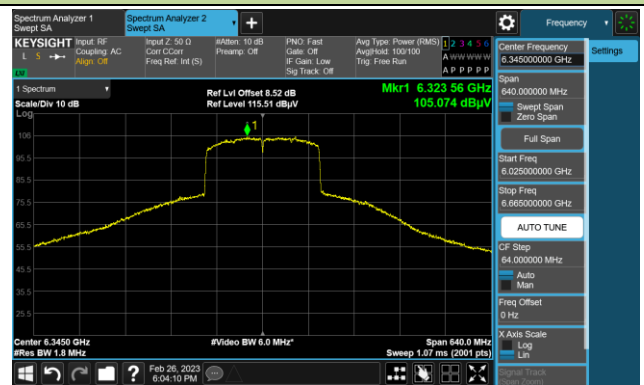 Spectrum Analyzer 1
Swept SA
Spectrum Analyzer 2
Swept SA
Frequency
KEYSIGHT
L S
LW
Input: RF
Coupling: AC
Align: Off
Input Z: 50 Ω
Corr CCorr
Freq Ref: Int (S)
#Atten: 10 dB
Preamp: Off
PNO: Fast
Gate: Off
IF Gain: Low
Sig Track: Off
Avg Type: Power (RMS)
Avg|Hold: 100/100
Trig: Free Run
1 2 3 4 5 6
A W W W W W
A P P P P P
1 Spectrum
Scale/Div 10 dB
Log
Ref Lvl Offset 8.52 dB
Ref Level 115.51 dBµV
Mkr1 6.323 56 GHz
105.074 dBµV
1
106
95.5
85.5
75.5
65.5
55.5
45.5
35.5
25.5
Center 6.3450 GHz
#Res BW 1.8 MHz
#Video BW 6.0 MHz*
Span 640.0 MHz
Sweep 1.07 ms (2001 pts)
Feb 26, 2023
6:04:10 PM
Center Frequency
6.345000000 GHz
Settings
Span
640.000000 MHz
Swept Span
Zero Span
Full Span
Start Freq
6.025000000 GHz
Stop Freq
6.665000000 GHz
AUTO TUNE
CF Step
64.000000 MHz
Auto
Man
Freq Offset
0 Hz
X Axis Scale
Log
Lin
Signal Track
(Span Zoom)